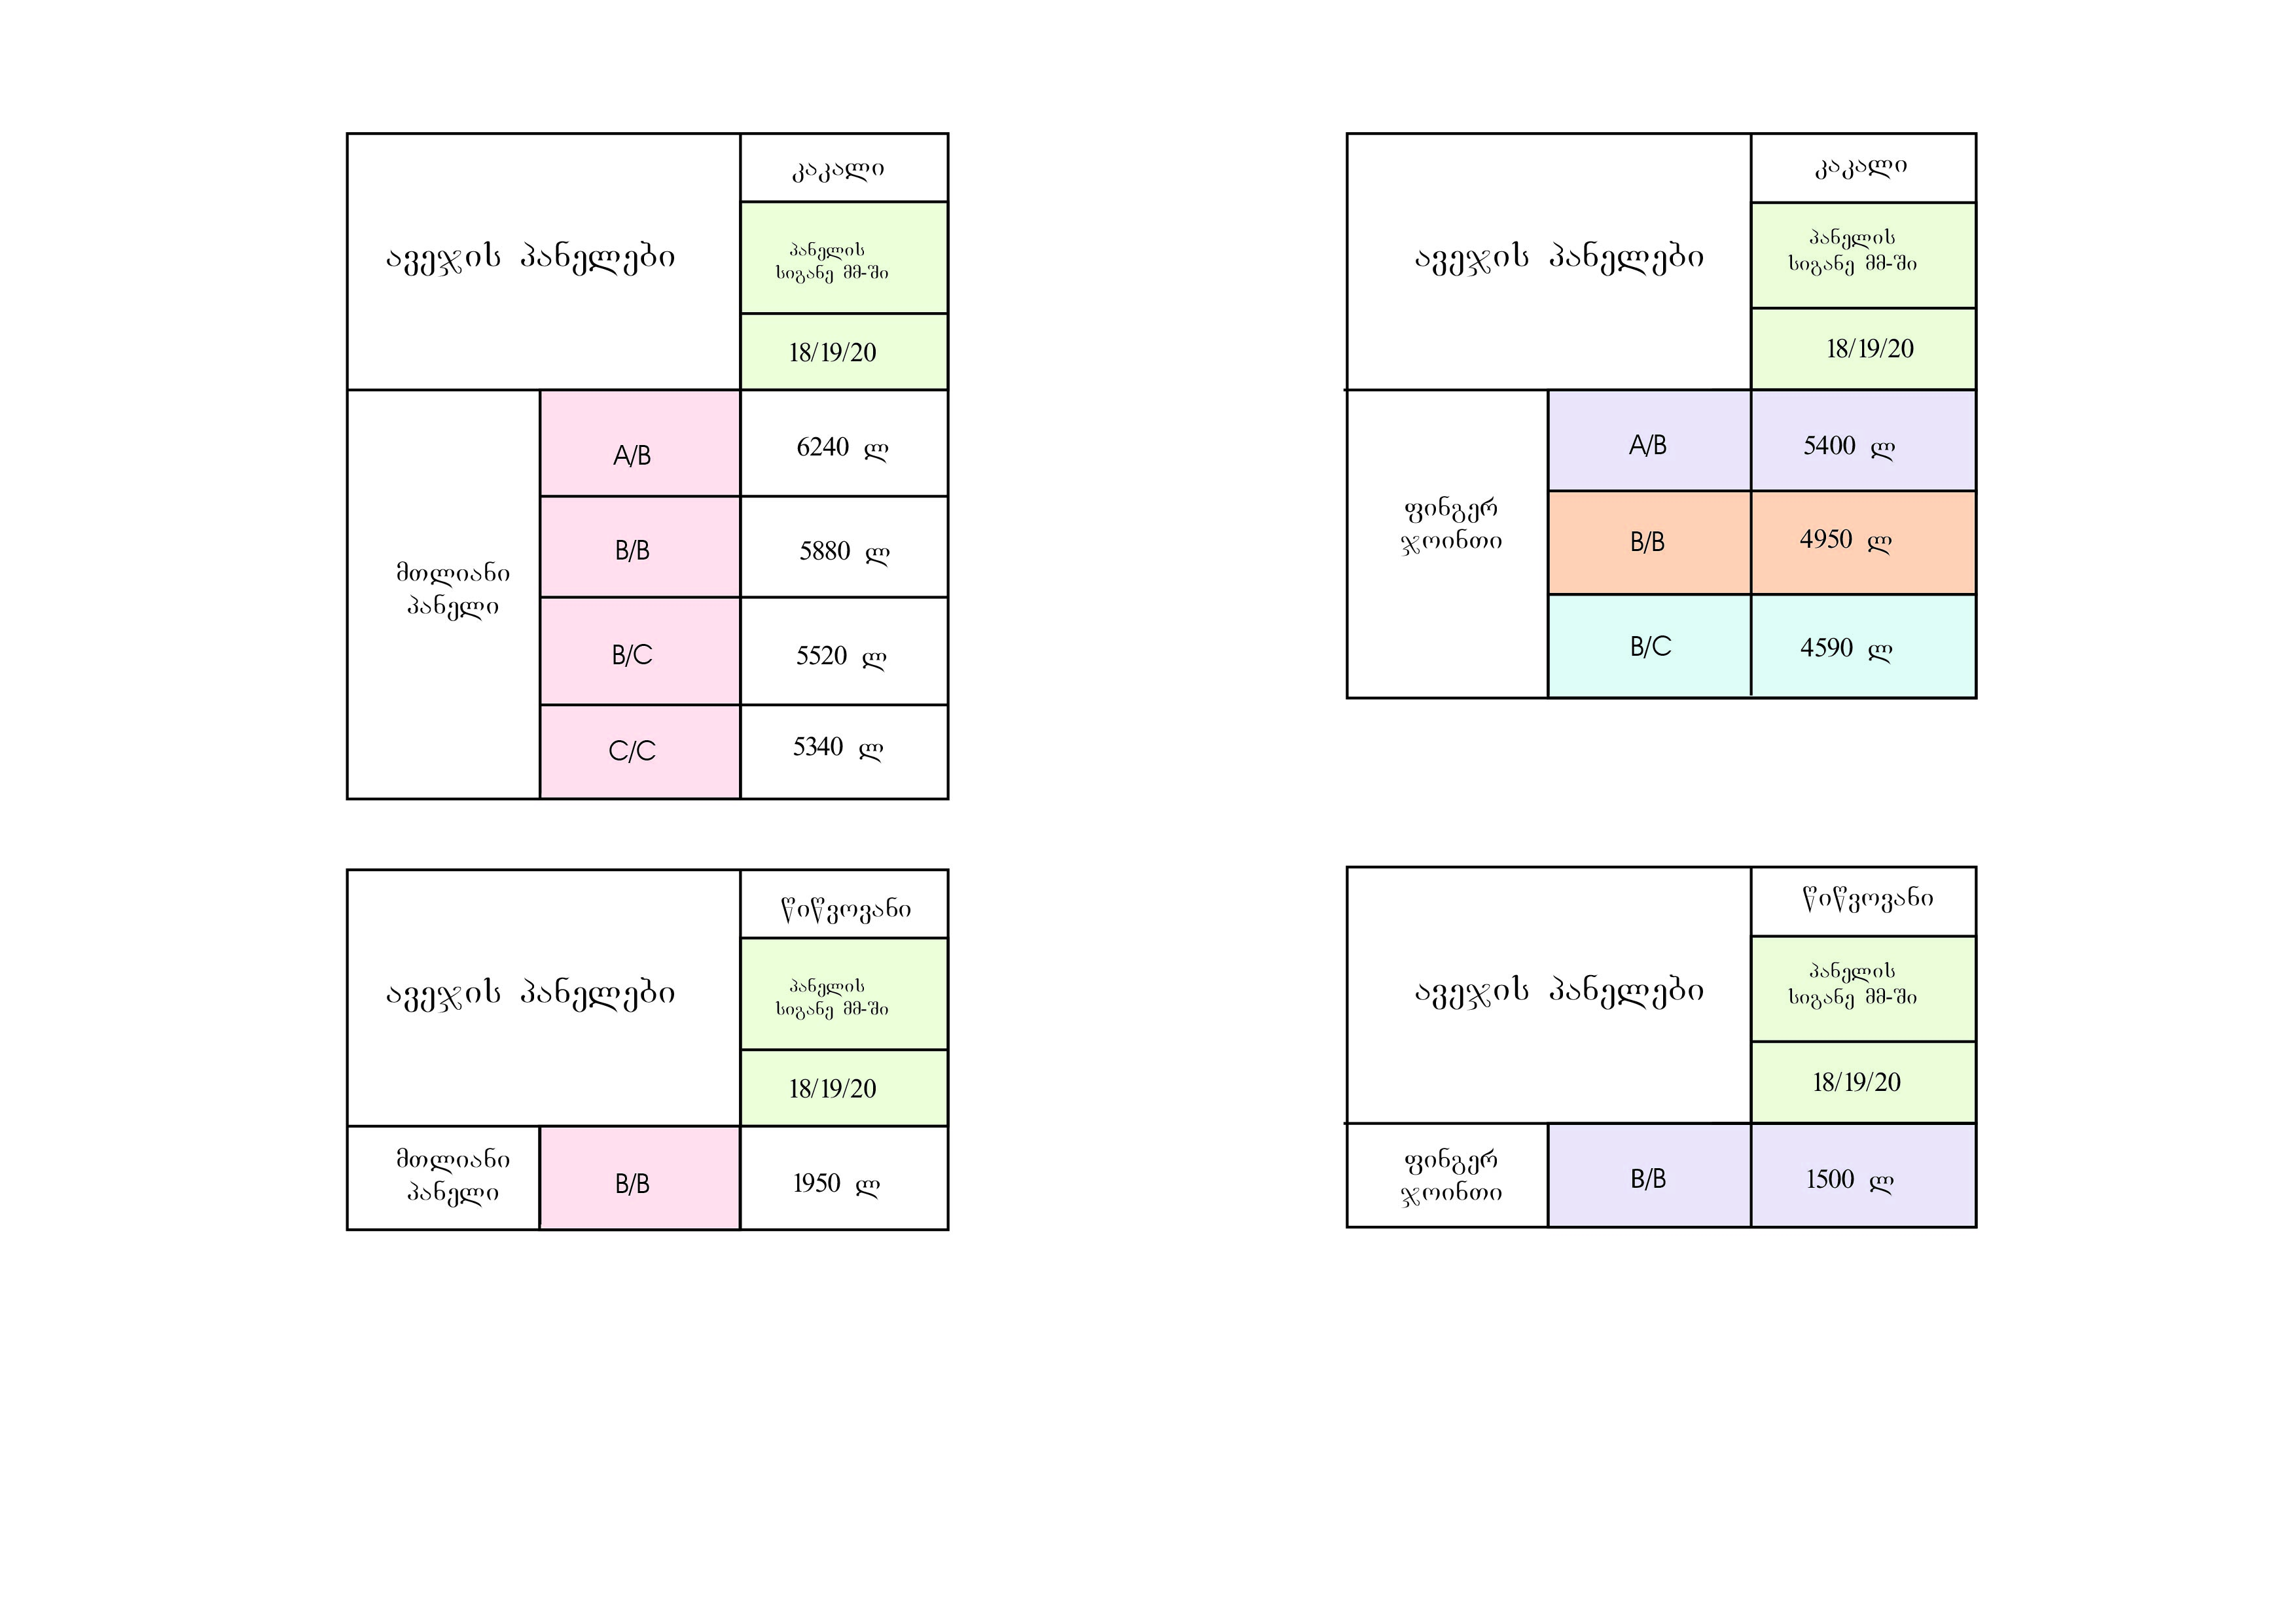 კაკალი
ავეჯის პანელები
პანელის
სიგანე მმ-ში
18/19/20
მთლიანი
პანელი
A/B
6240 ლ
B/B
5880 ლ
B/C
5520 ლ
C/C
5340 ლ
კაკალი
ავეჯის პანელები
პანელის
სიგანე მმ-ში
18/19/20
ფინგერ
ჯოინთი
A/B
5400 ლ
B/B
4950 ლ
B/C
4590 ლ
წიწვოვანი
ავეჯის პანელები
პანელის
სიგანე მმ-ში
18/19/20
მთლიანი
პანელი
B/B
1950 ლ
წიწვოვანი
ავეჯის პანელები
პანელის
სიგანე მმ-ში
18/19/20
ფინგერ
ჯოინთი
B/B
1500 ლ